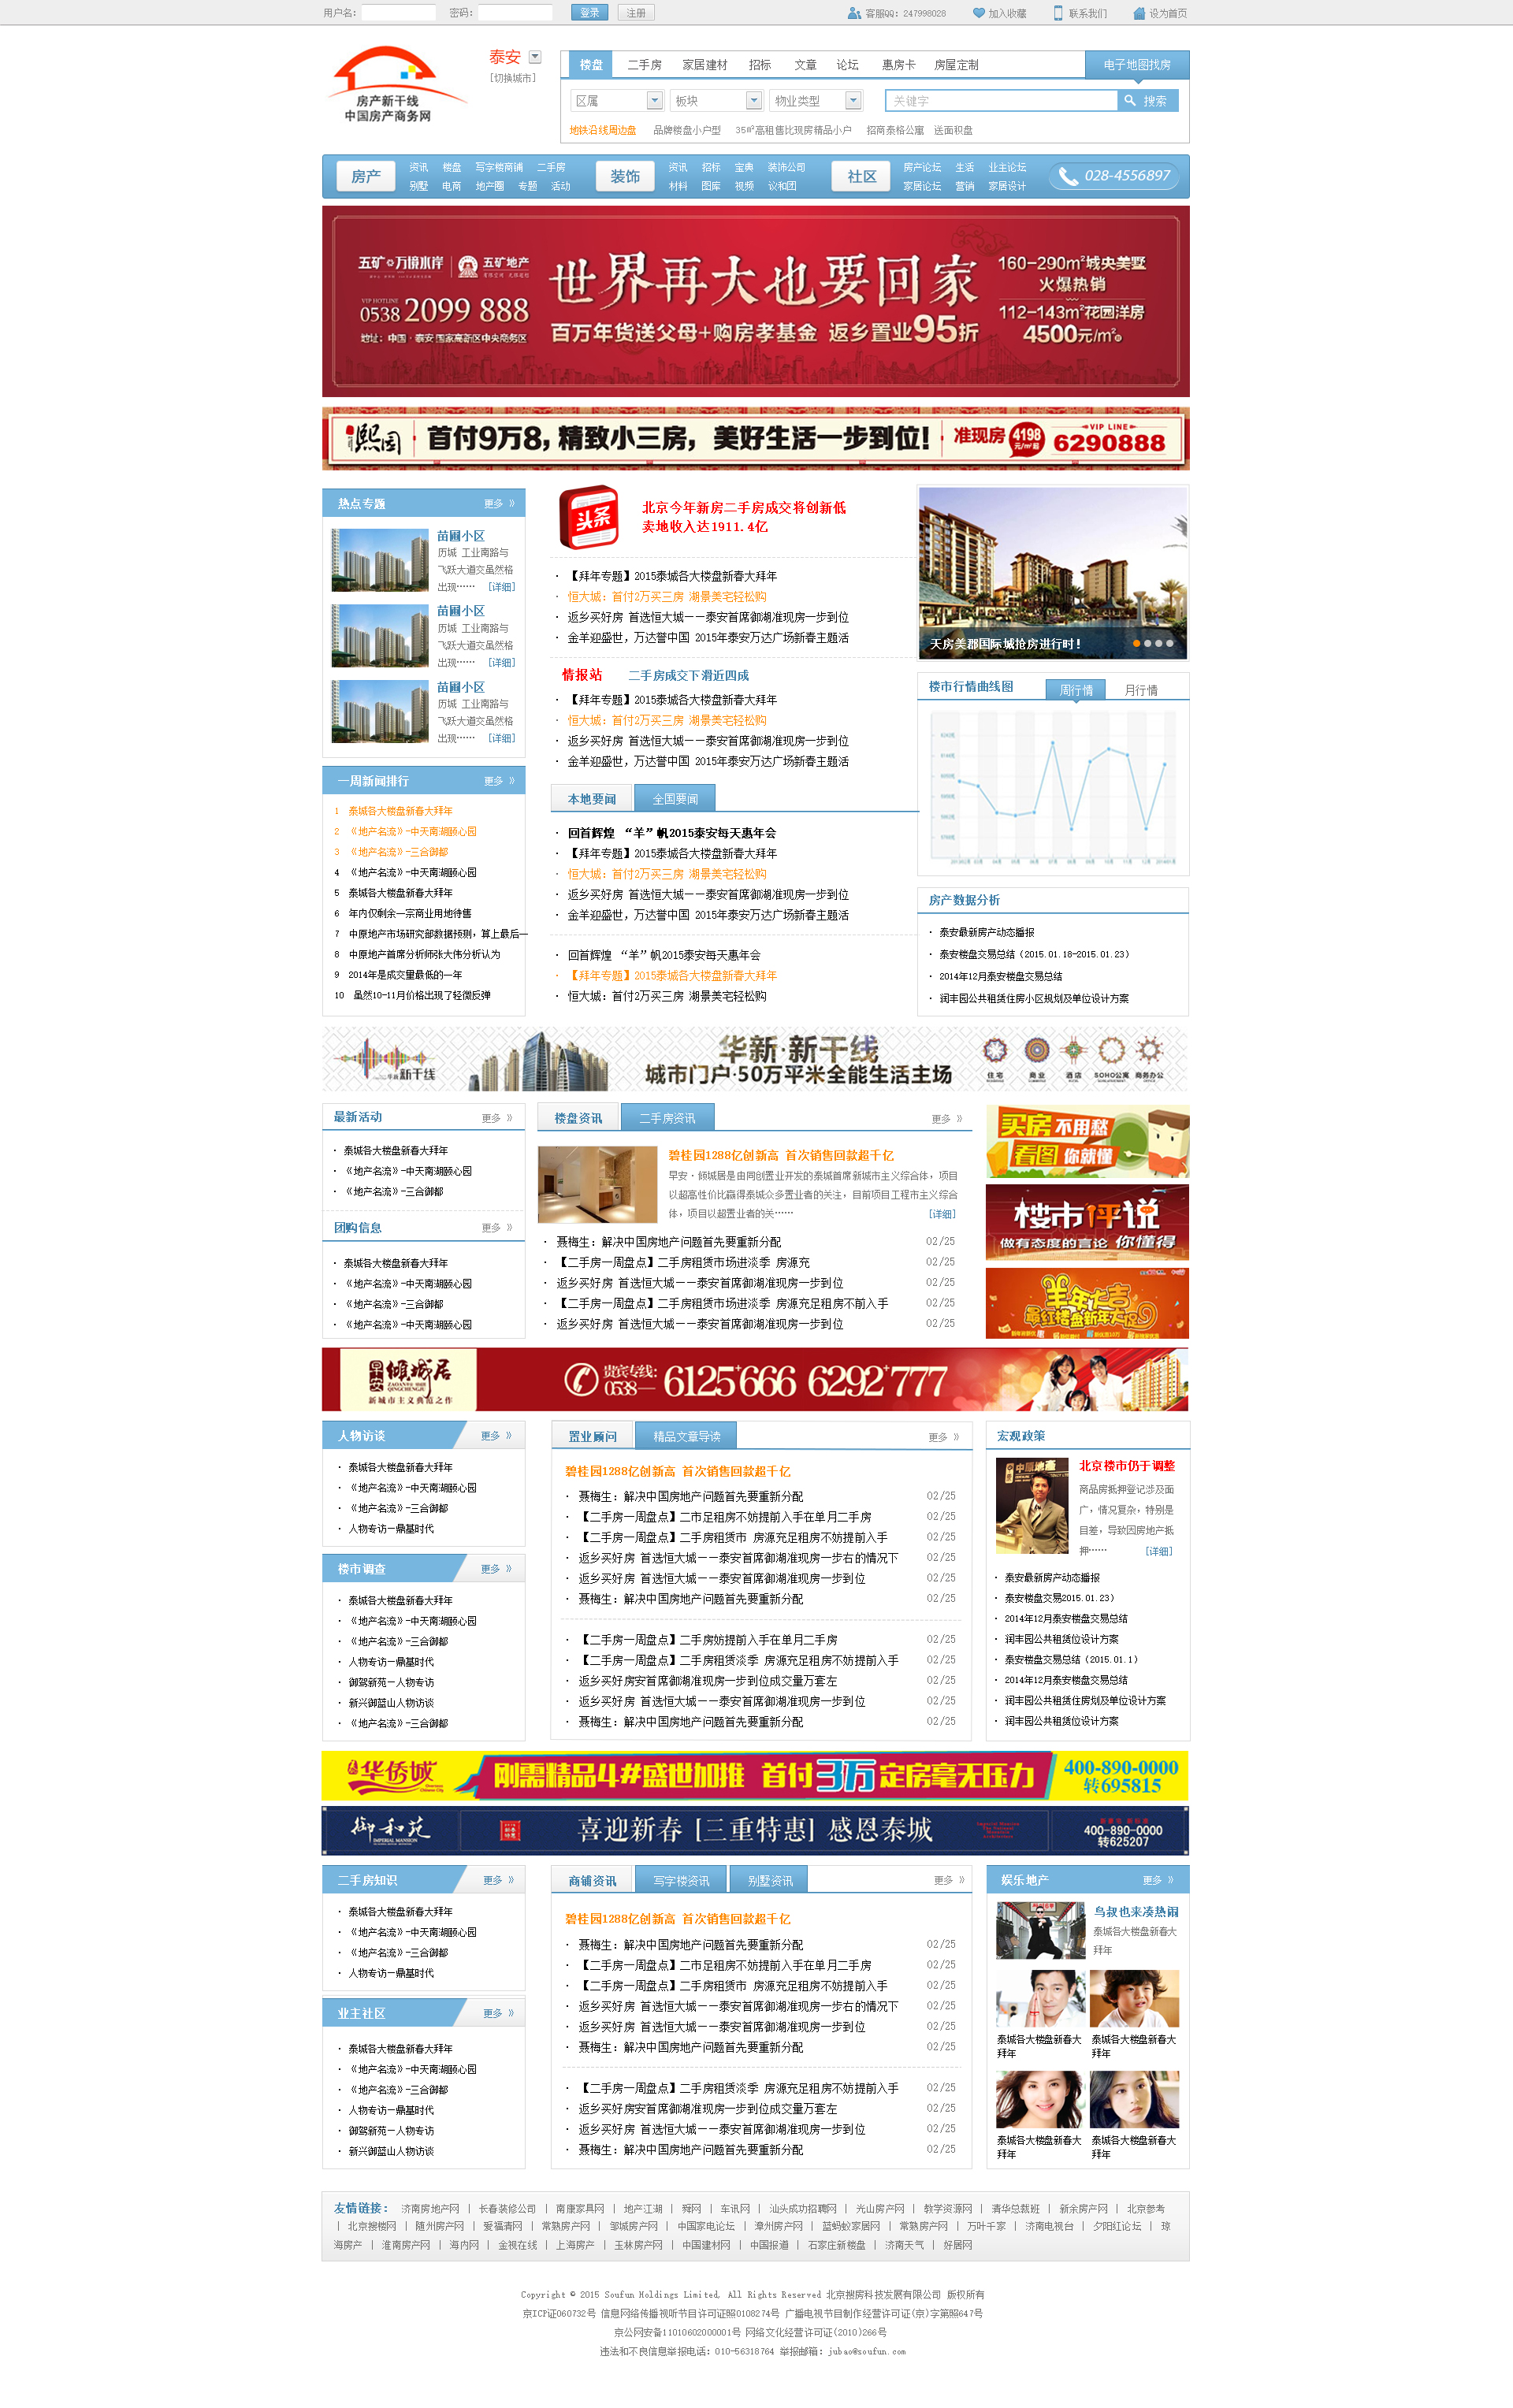 用户名: 密码: 登录 注册 客服QQ: 247998028 加入收藏 联系我们 设为首页
房产新干线
中国房产商务网
泰安
[切换城市]
楼盘 二手房 家居建材 招标 文章 论坛 惠房卡 房屋定制 电子地图找房
区属 板块 物业类型 关键字 搜索
地铁沿线周边盘 品牌楼盘小户型 35㎡高租售比现房精品小户 招商泰格公寓 送面积盘
房产 资讯 楼盘 写字楼商铺 二手房
别墅 电商 地产圈 专题 活动
装饰 资讯 招标 宝典 装饰公司
材料 图库 视频 议和团
社区 房产论坛 生活 业主论坛
家居论坛 营销 家居设计
028-4556897
五矿 万境水岸 五矿地产
VIP HOTLINE
0538 2099 888
地址: 中国·泰安 国家高新区中央商务区
世界再大也要回家
百万年货送父母+购房孝基金 返乡置业95折
160-290㎡城央美墅
火爆热销
112-143㎡花园洋房
4500元/㎡
熙园 首付9万8, 精致小三房, 美好生活一步到位! 准现房 4198 元/㎡起 VIP LINE 6290888
热点专题 更多 》
苗圃小区
历城 工业南路与
飞跃大道交虽然格
出现…… [详细]
苗圃小区
历城 工业南路与
飞跃大道交虽然格
出现…… [详细]
苗圃小区
历城 工业南路与
飞跃大道交虽然格
出现…… [详细]
一周新闻排行 更多 》
1 泰城各大楼盘新春大拜年
2 《地产名流》-中天南湖颐心园
3 《地产名流》-三合御都
4 《地产名流》-中天南湖颐心园
5 泰城各大楼盘新春大拜年
6 年内仅剩余一宗商业用地待售
7 中原地产市场研究部数据预测, 算上最后一
8 中原地产首席分析师张大伟分析认为
9 2014年是成交量最低的一年
10 虽然10-11月价格出现了轻微反弹
头条
北京今年新房二手房成交将创新低
卖地收入达1911.4亿
· 【拜年专题】2015泰城各大楼盘新春大拜年
· 恒大城: 首付2万买三房 湖景美宅轻松购
· 返乡买好房 首选恒大城——泰安首席御湖准现房一步到位
· 金羊迎盛世, 万达誉中国 2015年泰安万达广场新春主题活
情报站 二手房成交下滑近四成
· 【拜年专题】2015泰城各大楼盘新春大拜年
· 恒大城: 首付2万买三房 湖景美宅轻松购
· 返乡买好房 首选恒大城——泰安首席御湖准现房一步到位
· 金羊迎盛世, 万达誉中国 2015年泰安万达广场新春主题活
本地要闻 全国要闻
· 回首辉煌 “羊”帆2015泰安每天惠年会
· 【拜年专题】2015泰城各大楼盘新春大拜年
· 恒大城: 首付2万买三房 湖景美宅轻松购
· 返乡买好房 首选恒大城——泰安首席御湖准现房一步到位
· 金羊迎盛世, 万达誉中国 2015年泰安万达广场新春主题活
· 回首辉煌 “羊”帆2015泰安每天惠年会
· 【拜年专题】2015泰城各大楼盘新春大拜年
· 恒大城: 首付2万买三房 湖景美宅轻松购
天房美郡国际城抢房进行时!
楼市行情曲线图 周行情 月行情
房产数据分析
· 泰安最新房产动态播报
· 泰安楼盘交易总结 (2015.01.18-2015.01.23)
· 2014年12月泰安楼盘交易总结
· 润丰园公共租赁住房小区规划及单位设计方案
新干线
华新·新干线
城市门户·50万平米全能生活主场
住宅 商业 酒店 SOHO公寓 商务办公
最新活动 更多 》
· 泰城各大楼盘新春大拜年
· 《地产名流》-中天南湖颐心园
· 《地产名流》-三合御都
团购信息 更多 》
· 泰城各大楼盘新春大拜年
· 《地产名流》-中天南湖颐心园
· 《地产名流》-三合御都
· 《地产名流》-中天南湖颐心园
楼盘资讯 二手房资讯 更多 》
碧桂园1288亿创新高 首次销售回款超千亿
早安·倾城居是由同创置业开发的泰城首席新城市主义综合体, 项目
以超高性价比赢得泰城众多置业者的关注, 目前项目工程市主义综合
体, 项目以超置业者的关…… [详细]
· 聂梅生: 解决中国房地产问题首先要重新分配 02/25
· 【二手房一周盘点】二手房租赁市场进淡季 房源充 02/25
· 返乡买好房 首选恒大城——泰安首席御湖准现房一步到位 02/25
· 【二手房一周盘点】二手房租赁市场进淡季 房源充足租房不前入手 02/25
· 返乡买好房 首选恒大城——泰安首席御湖准现房一步到位 02/25
买房不用愁
看图你就懂
楼市评说
做有态度的言论 你懂得
羊年大吉
最红楼盘新年大促
早安 倾城居
ZAOAN QINGCHENGJU
新城市主义典范之作
贵宾专线: 0538— 6125+666 6292+777
人物访谈 更多 》
· 泰城各大楼盘新春大拜年
· 《地产名流》-中天南湖颐心园
· 《地产名流》-三合御都
· 人物专访—鼎基时代
楼市调查 更多 》
· 泰城各大楼盘新春大拜年
· 《地产名流》-中天南湖颐心园
· 《地产名流》-三合御都
· 人物专访—鼎基时代
· 御驾新苑—人物专访
· 新兴御蓝山人物访谈
· 《地产名流》-三合御都
置业顾问 精品文章导读 更多 》
碧桂园1288亿创新高 首次销售回款超千亿
· 聂梅生: 解决中国房地产问题首先要重新分配 02/25
· 【二手房一周盘点】二市足租房不妨提前入手在单月二手房 02/25
· 【二手房一周盘点】二手房租赁市 房源充足租房不妨提前入手 02/25
· 返乡买好房 首选恒大城——泰安首席御湖准现房一步右的情况下 02/25
· 返乡买好房 首选恒大城——泰安首席御湖准现房一步到位 02/25
· 聂梅生: 解决中国房地产问题首先要重新分配 02/25
· 【二手房一周盘点】二手房妨提前入手在单月二手房 02/25
· 【二手房一周盘点】二手房租赁淡季 房源充足租房不妨提前入手 02/25
· 返乡买好房安首席御湖准现房一步到位成交量万套左 02/25
· 返乡买好房 首选恒大城——泰安首席御湖准现房一步到位 02/25
· 聂梅生: 解决中国房地产问题首先要重新分配 02/25
宏观政策
北京楼市仍于调整
商品房抵押登记涉及面
广, 情况复杂, 特别是
目差, 导致因房地产抵
押…… [详细]
· 泰安最新房产动态播报
· 泰安楼盘交易2015.01.23)
· 2014年12月泰安楼盘交易总结
· 润丰园公共租赁位设计方案
· 泰安楼盘交易总结 (2015.01.1)
· 2014年12月泰安楼盘交易总结
· 润丰园公共租赁住房划及单位设计方案
· 润丰园公共租赁位设计方案
华侨城 刚需精品4#盛世加推 首付3万定房毫无压力 400-890-0000
转695815
御和苑 IMPERIAL MANSION 喜迎新春 [三重特惠] 感恩泰城 400-890-0000
转625207
二手房知识 更多 》
· 泰城各大楼盘新春大拜年
· 《地产名流》-中天南湖颐心园
· 《地产名流》-三合御都
· 人物专访—鼎基时代
业主社区 更多 》
· 泰城各大楼盘新春大拜年
· 《地产名流》-中天南湖颐心园
· 《地产名流》-三合御都
· 人物专访—鼎基时代
· 御驾新苑—人物专访
· 新兴御蓝山人物访谈
商铺资讯 写字楼资讯 别墅资讯 更多 》
碧桂园1288亿创新高 首次销售回款超千亿
· 聂梅生: 解决中国房地产问题首先要重新分配 02/25
· 【二手房一周盘点】二市足租房不妨提前入手在单月二手房 02/25
· 【二手房一周盘点】二手房租赁市 房源充足租房不妨提前入手 02/25
· 返乡买好房 首选恒大城——泰安首席御湖准现房一步右的情况下 02/25
· 返乡买好房 首选恒大城——泰安首席御湖准现房一步到位 02/25
· 聂梅生: 解决中国房地产问题首先要重新分配 02/25
· 【二手房一周盘点】二手房租赁淡季 房源充足租房不妨提前入手 02/25
· 返乡买好房安首席御湖准现房一步到位成交量万套左 02/25
· 返乡买好房 首选恒大城——泰安首席御湖准现房一步到位 02/25
· 聂梅生: 解决中国房地产问题首先要重新分配 02/25
娱乐地产 更多 》
鸟叔也来凑热闹
泰城各大楼盘新春大
拜年
泰城各大楼盘新春大
拜年
泰城各大楼盘新春大
拜年
泰城各大楼盘新春大
拜年
泰城各大楼盘新春大
拜年
友情链接: 济南房地产网 | 长春装修公司 | 南康家具网 | 地产江湖 | 舜网 | 车讯网 | 汕头成功招聘网 | 光山房产网 | 教学资源网 | 清华总裁班 | 新余房产网 | 北京参考
| 北京搜楼网 | 随州房产网 | 爱福清网 | 常熟房产网 | 邹城房产网 | 中国家电论坛 | 漳州房产网 | 蓝蚂蚁家居网 | 常熟房产网 | 万叶千家 | 济南电视台 | 夕阳红论坛 | 琼
海房产 | 淮南房产网 | 海内网 | 金视在线 | 上海房产 | 玉林房产网 | 中国建材网 | 中国报道 | 石家庄新楼盘 | 济南天气 | 好居网
Copyright © 2015 Soufun Holdings Limited, All Rights Reserved 北京搜房科技发展有限公司 版权所有
京ICP证060732号 信息网络传播视听节目许可证照0108274号 广播电视节目制作经营许可证(京)字第照647号
京公网安备11010602000001号 网络文化经营许可证(2010)266号
违法和不良信息举报电话: 010-56318764 举报邮箱: jubao@soufun.com